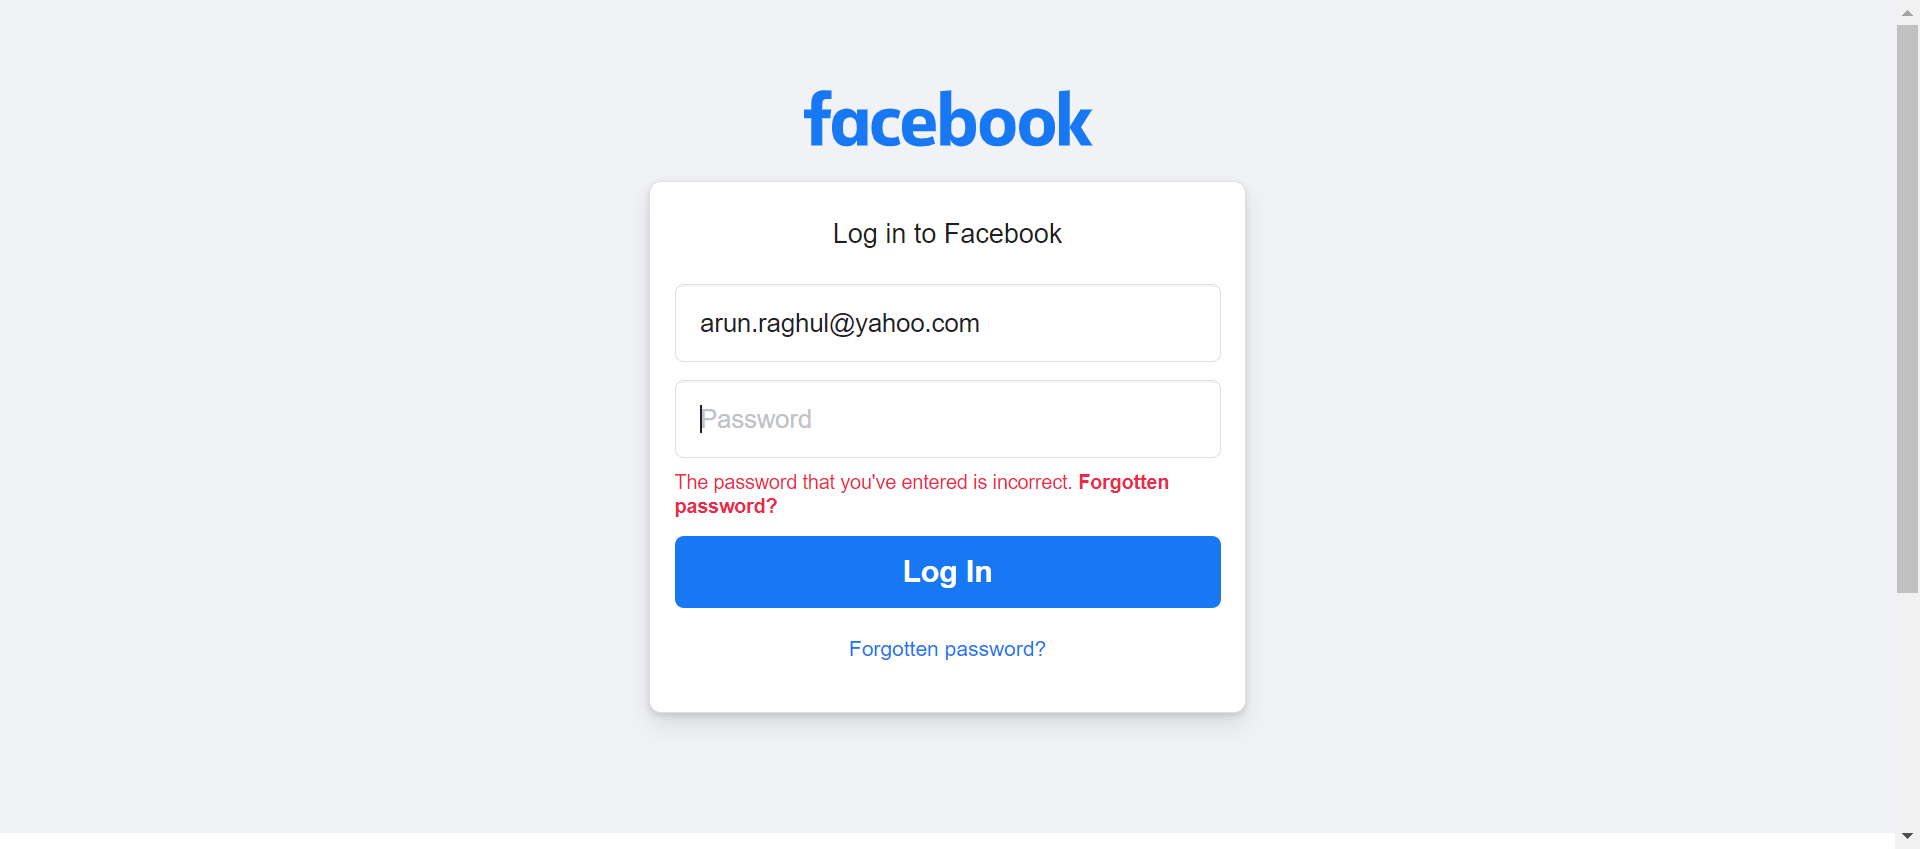 facebook
Log in to Facebook
arun.raghul@yahoo.com
Password
The password that you've entered is incorrect. Forgotten
password?
Log In
Forgotten password?